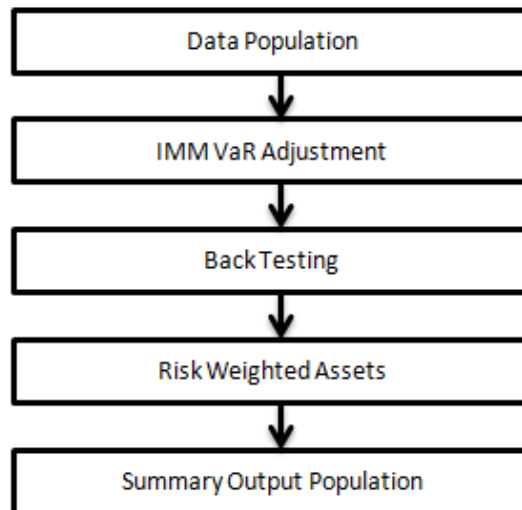 Data Population
IMM VaR Adjustment
Back Testing
Risk Weighted Assets
Summary Output Population